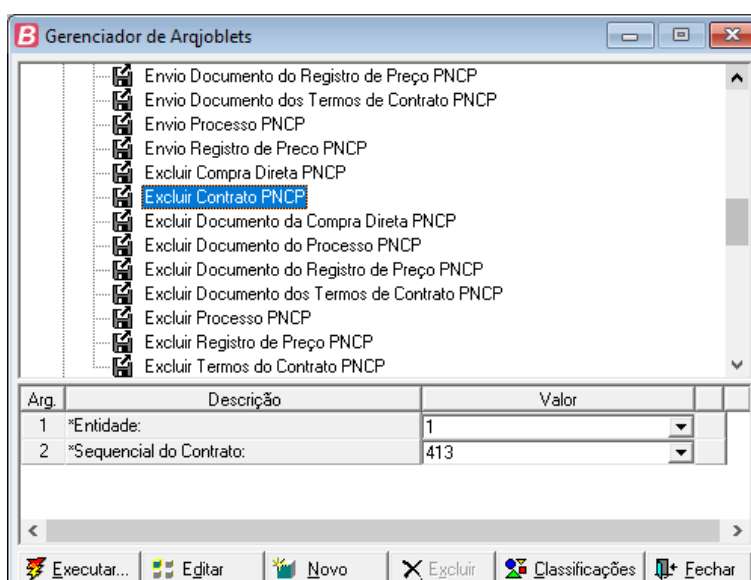 B Gerenciador de Arqjoblets
Envio Documento do Registro de Preço PNCP
Envio Documento dos Termos de Contrato PNCP
Envio Processo PNCP
Envio Registro de Preco PNCP
Excluir Compra Direta PNCP
Excluir Contrato PNCP
Excluir Documento da Compra Direta PNCP
Excluir Documento do Processo PNCP
Excluir Documento do Registro de Preço PNCP
Excluir Documento dos Termos de Contrato PNCP
Excluir Processo PNCP
Excluir Registro de Preço PNCP
Excluir Termos do Contrato PNCP
Arg. Descrição Valor
1 *Entidade: 1
2 *Sequencial do Contrato: 413
Executar... Editar Novo Excluir Classificações Fechar